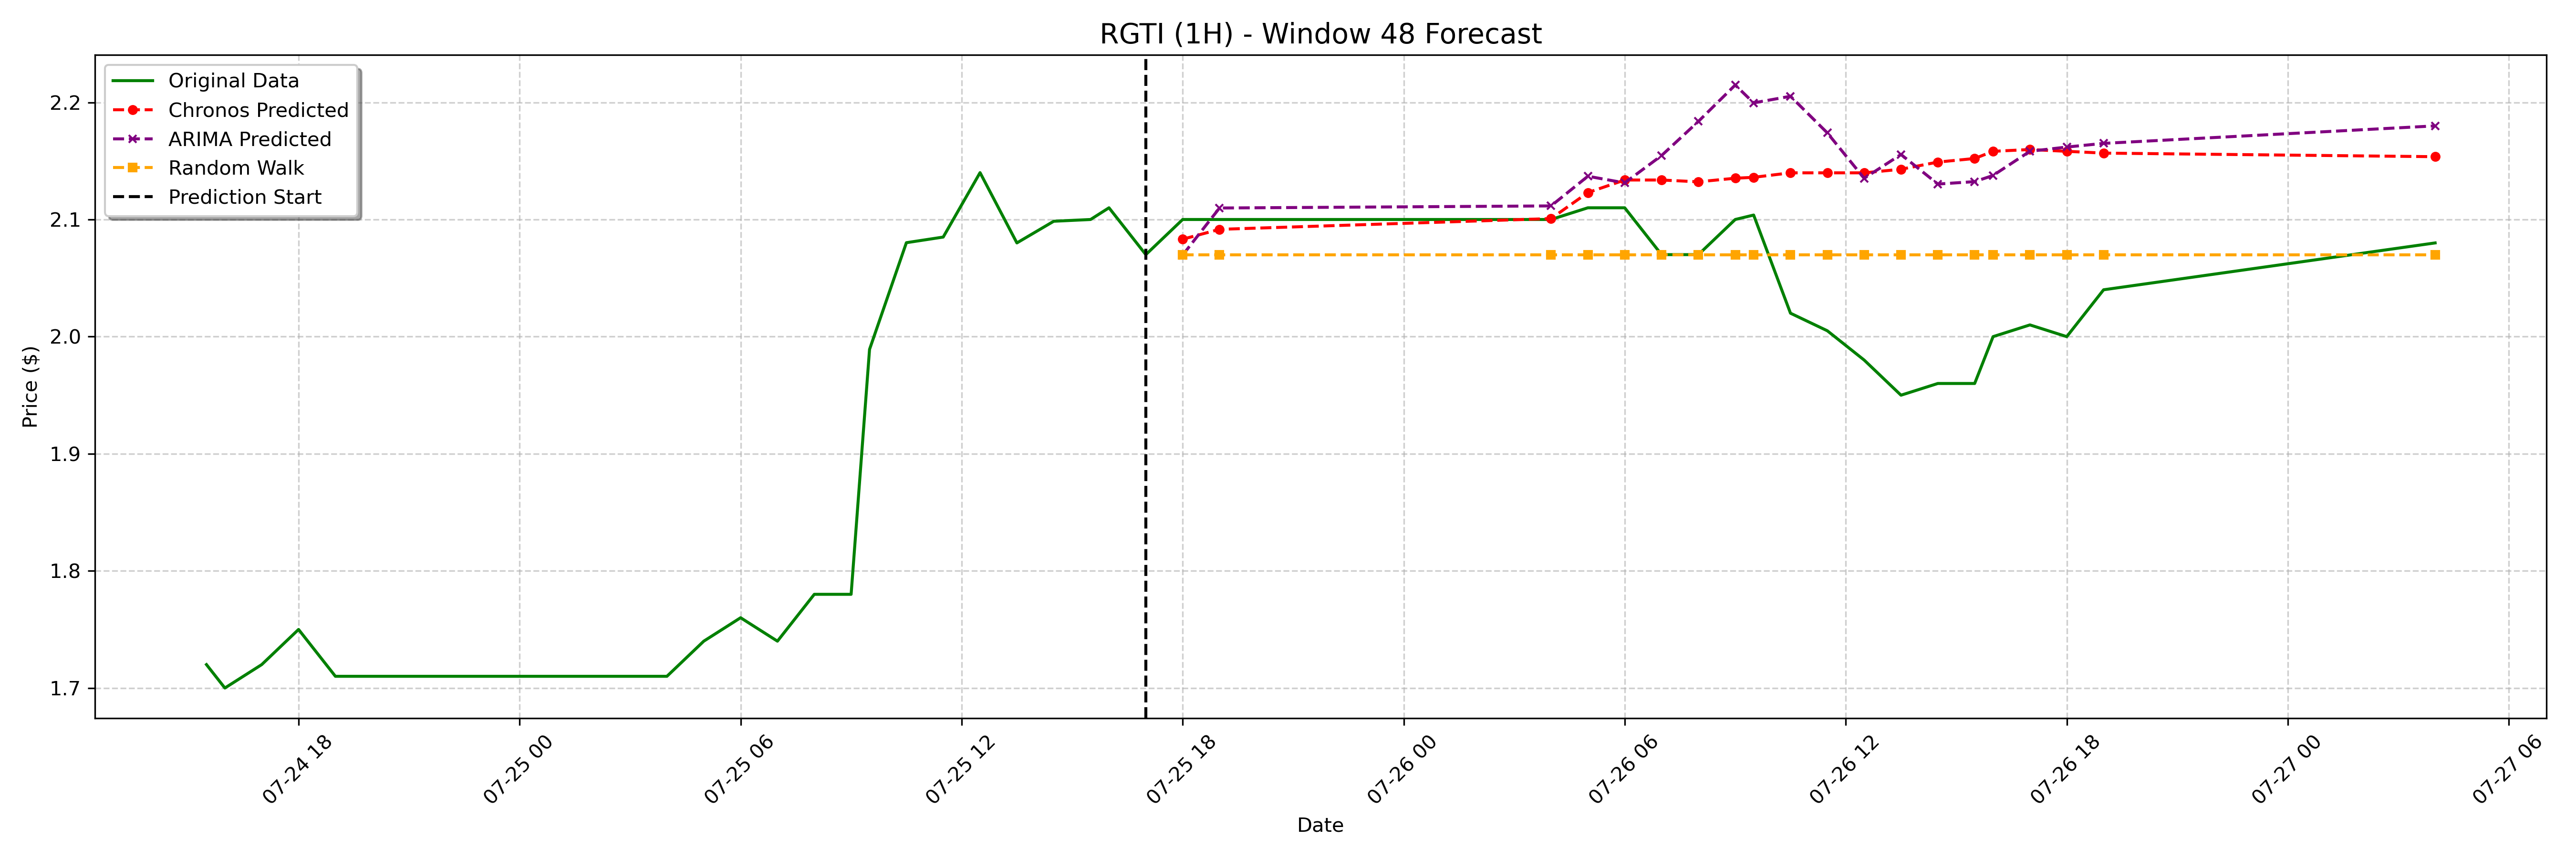 RGTI (1H) - Window 48 Forecast
Original Data
Chronos Predicted
ARIMA Predicted
Random Walk
Prediction Start
Price ($)
2.2
2.1
2.0
1.9
1.8
1.7
07-24 18
07-25 00
07-25 06
07-25 12
07-25 18
07-26 00
07-26 06
07-26 12
07-26 18
07-27 00
07-27 06
Date